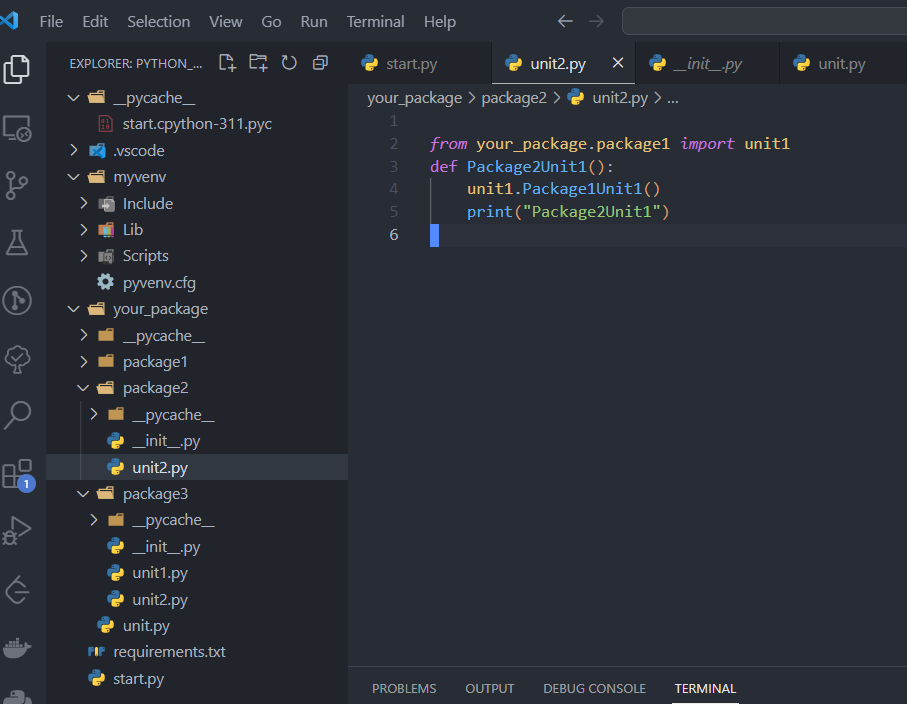 File Edit Selection View Go Run Terminal Help
EXPLORER: PYTHON_...
__pycache__
start.cpython-311.pyc
.vscode
myvenv
Include
Lib
Scripts
pyvenv.cfg
your_package
__pycache__
package1
package2
__pycache__
__init__.py
unit2.py
package3
__pycache__
__init__.py
unit1.py
unit2.py
unit.py
requirements.txt
start.py
1
start.py unit2.py __init__.py unit.py
your_package > package2 > unit2.py > ...
1
2 from your_package.package1 import unit1
3 def Package2Unit1():
4 unit1.Package1Unit1()
5 print("Package2Unit1")
6
PROBLEMS OUTPUT DEBUG CONSOLE TERMINAL